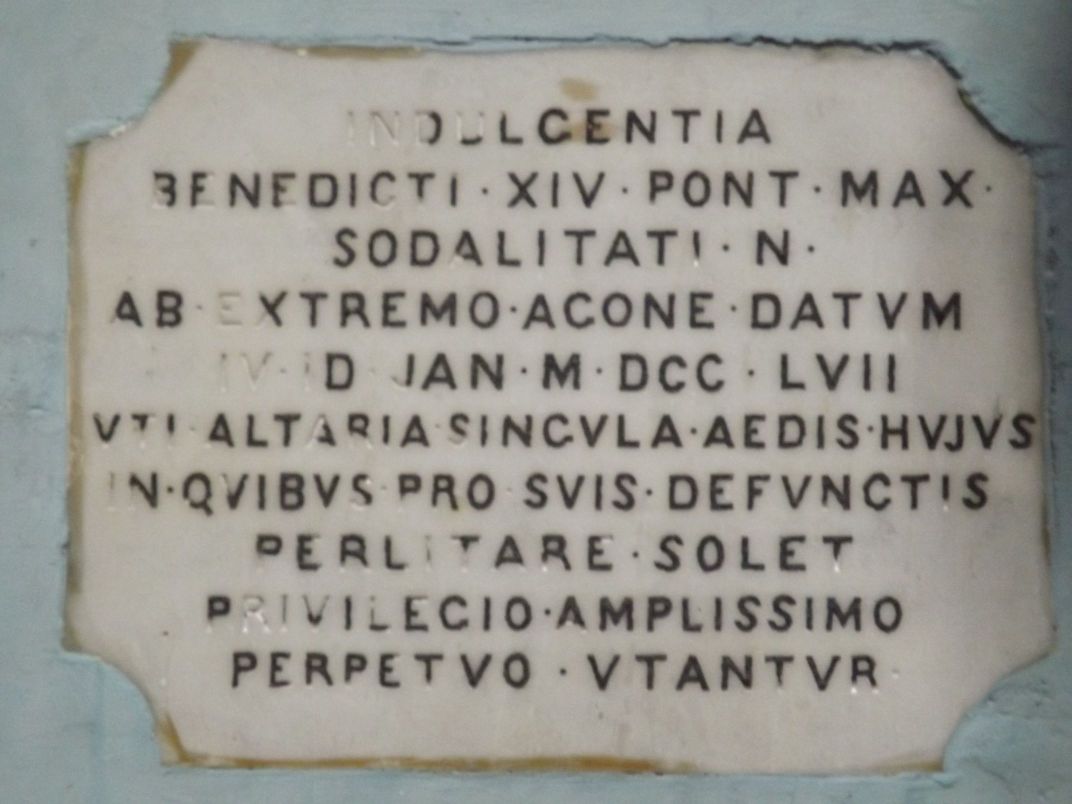 INDULGENTIA
BENEDICTI · XIV · PONT · MAX ·
SODALITATI · N ·
AB · EXTREMO · AGONE · DATVM
IV · ID · JAN · M · DCC · LVII
VTI · ALTARIA · SINGVLA · AEDIS · HVJVS
IN · QVIBVS · PRO · SVIS · DEFVNCTIS
PERLITARE · SOLET
PRIVILEGIO · AMPLISSIMO
PERPETVO · VTANTVR ·